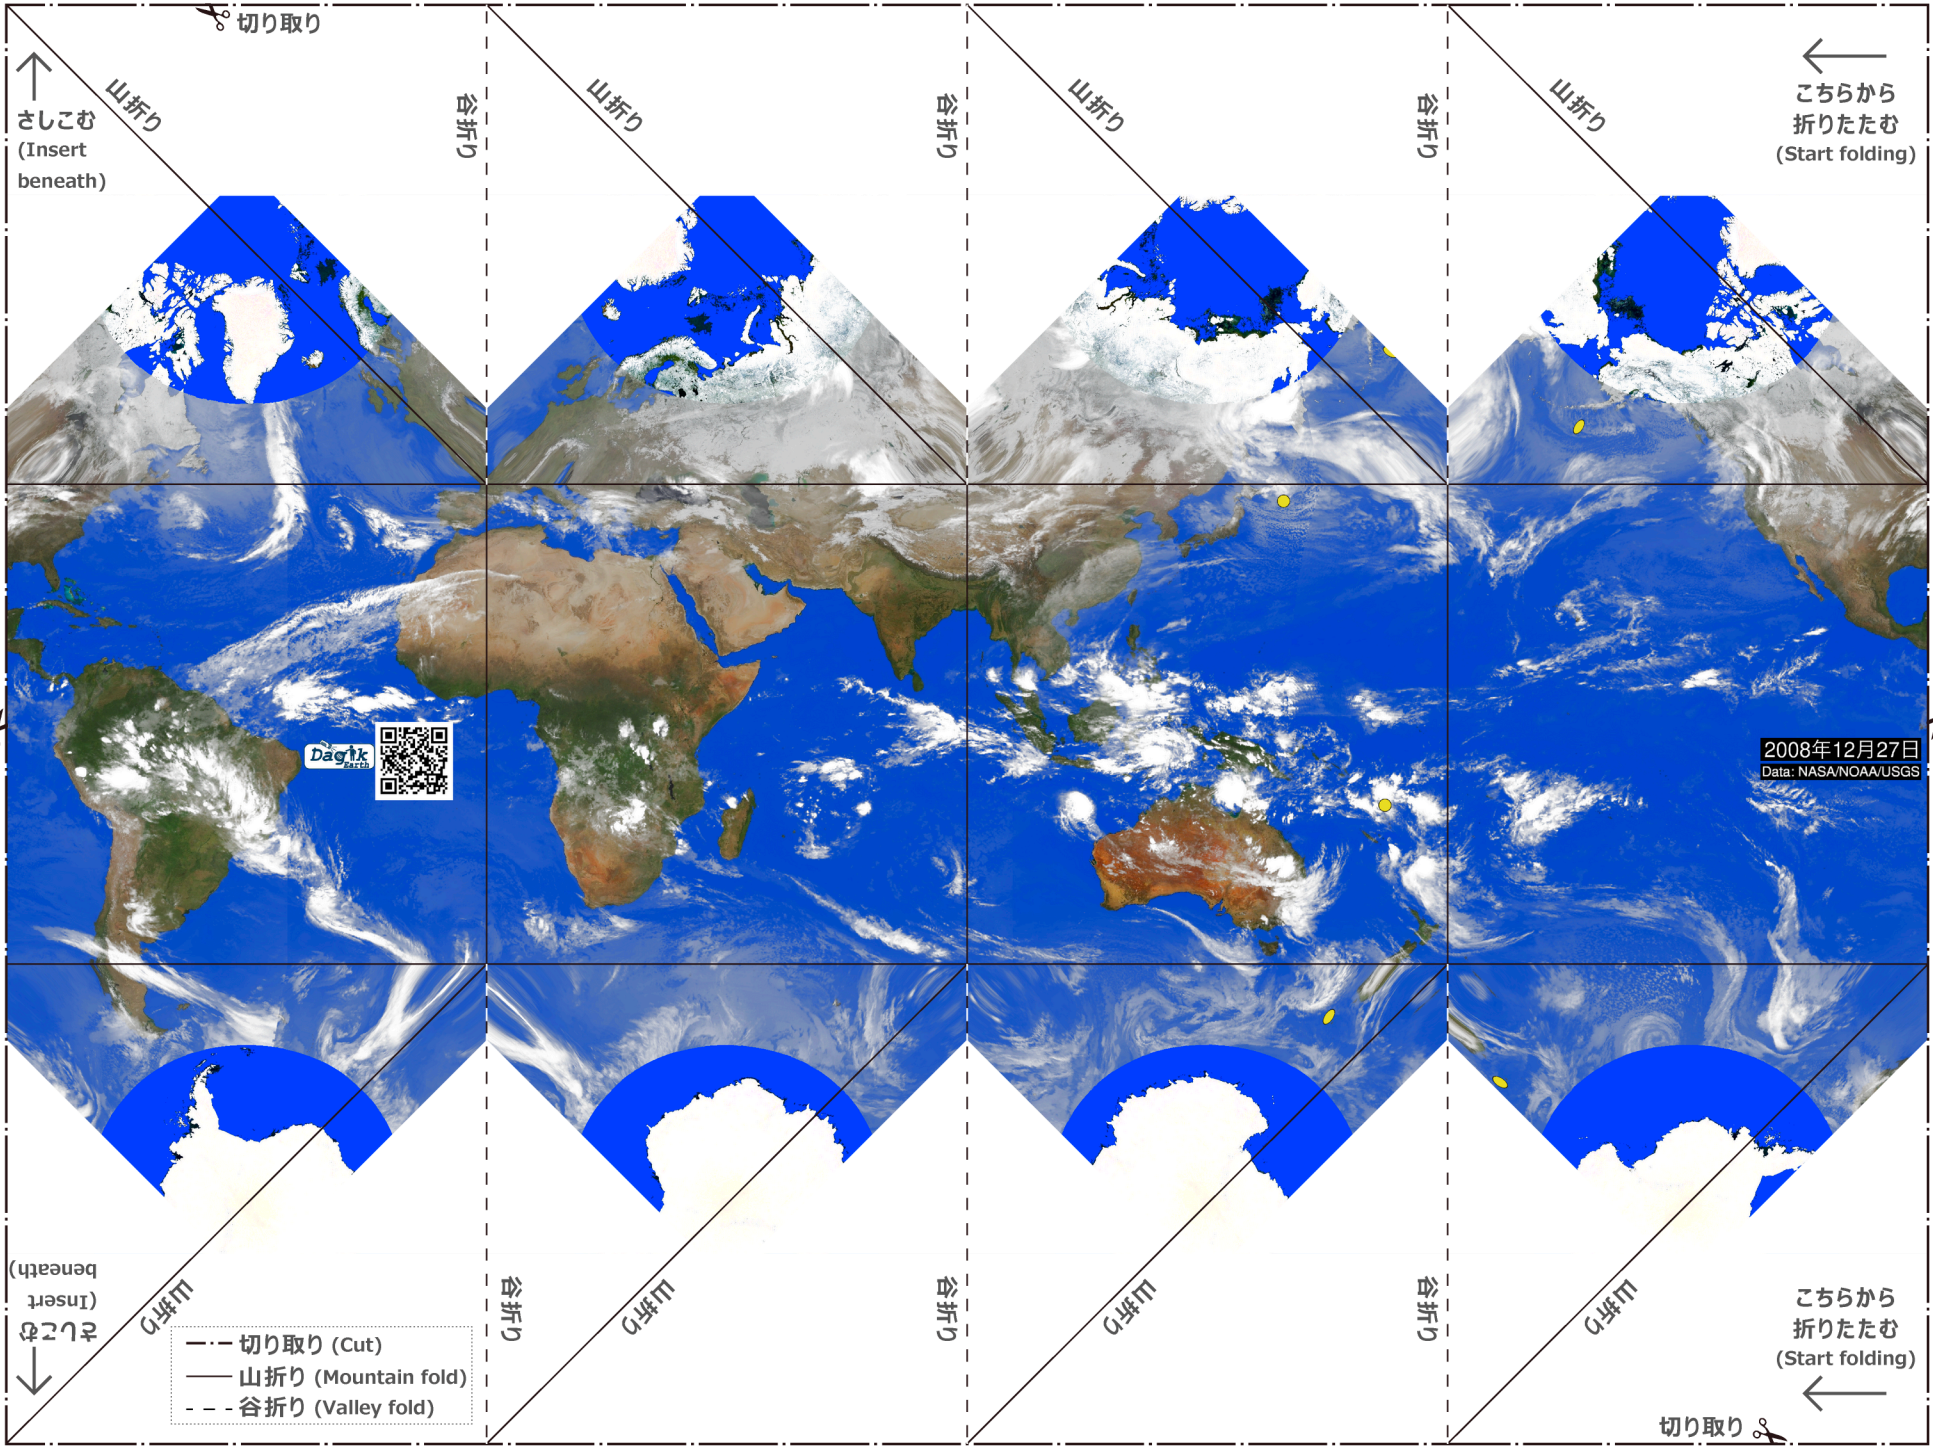 切り取り
山折り
谷折り
山折り
谷折り
山折り
谷折り
山折り
さしこむ
(Insert
beneath)
こちらから
折りたたむ
(Start folding)
Dagik
Earth
2008年12月27日
Data: NASA/NOAA/USGS
さしこむ
(Insert
beneath)
山折り
谷折り
山折り
谷折り
山折り
谷折り
山折り
切り取り (Cut)
山折り (Mountain fold)
谷折り (Valley fold)
こちらから
折りたたむ
(Start folding)
切り取り